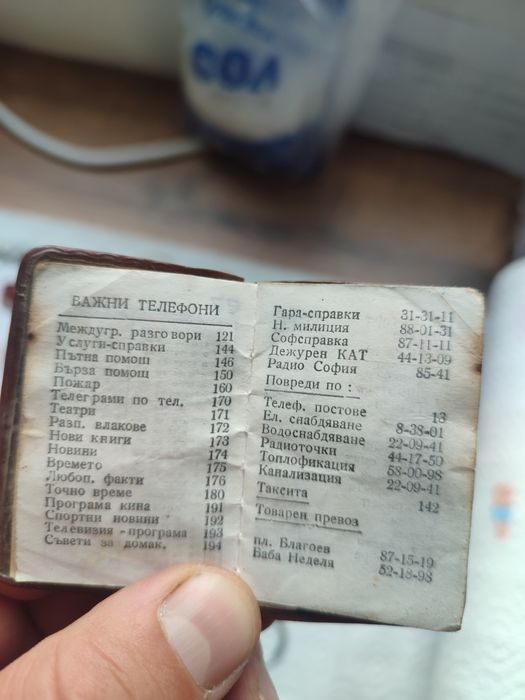 СОЛ
ВАЖНИ ТЕЛЕФОНИ
Междугр. разговори 121
Услуги-справки 144
Пътна помощ 146
Бърза помощ 150
Пожар 160
Телеграми по тел. 170
Театри 171
Разп. влакове 172
Нови книги 173
Новини 174
Времето 175
Любоп. факти 176
Точно време 180
Програма кина 191
Спортни новини 192
Телевизия-програма 193
Съвети за домак. 194
Гара-справки 31-31-11
Н. милиция 88-01-31
Софсправка 87-11-11
Дежурен КАТ 44-13-09
Радио София 85-41
Повреди по:
Телеф. постове 13
Ел. снабдяване 8-38-01
Водоснабдяване 22-09-41
Радиоточки 44-17-50
Топлофикация 58-00-98
Канализация 22-09-41
Таксита 142
Товарен превоз
пл. Благоев 87-15-19
Баба Неделя 52-18-98